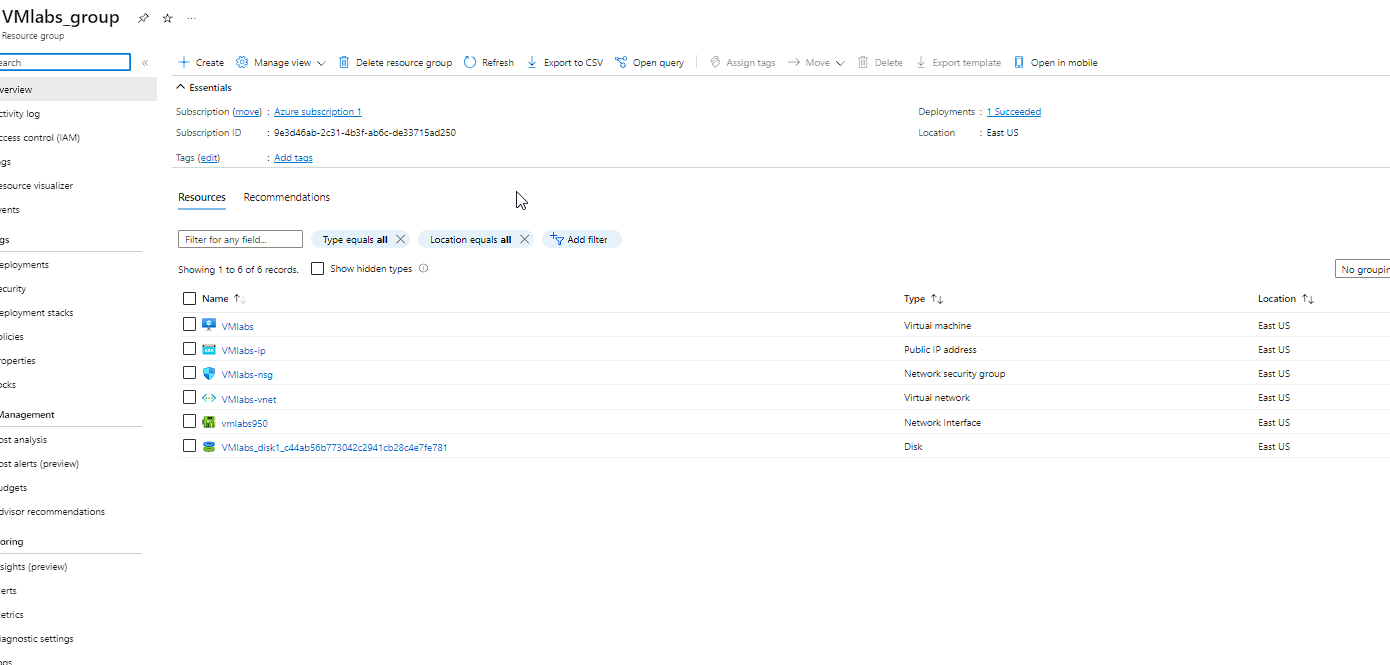 VMlabs_group
Resource group
earch
Create Manage view Delete resource group Refresh Export to CSV Open query Assign tags Move Delete Export template Open in mobile
verview
Essentials
Subscription (move) : Azure subscription 1 Deployments : 1 Succeeded
ctivity log
Subscription ID : 9e3d46ab-2c31-4b3f-ab6c-de33715ad250 Location : East US
ccess control (IAM)
Tags (edit) : Add tags
ags
esource visualizer
Resources Recommendations
vents
gs
Filter for any field... Type equals all Location equals all Add filter
eployments
Showing 1 to 6 of 6 records. Show hidden types No groupin
ecurity
Name Type Location
eployment stacks
VMlabs Virtual machine East US
olicies
VMlabs-ip Public IP address East US
roperties
VMlabs-nsg Network security group East US
ocks
VMlabs-vnet Virtual network East US
Management
vmlabs950 Network Interface East US
ost analysis
VMlabs_disk1_c44ab56b773042c2941cb28c4e7fe781 Disk East US
ost alerts (preview)
udgets
dvisor recommendations
oring
sights (preview)
lerts
etrics
iagnostic settings
ogs